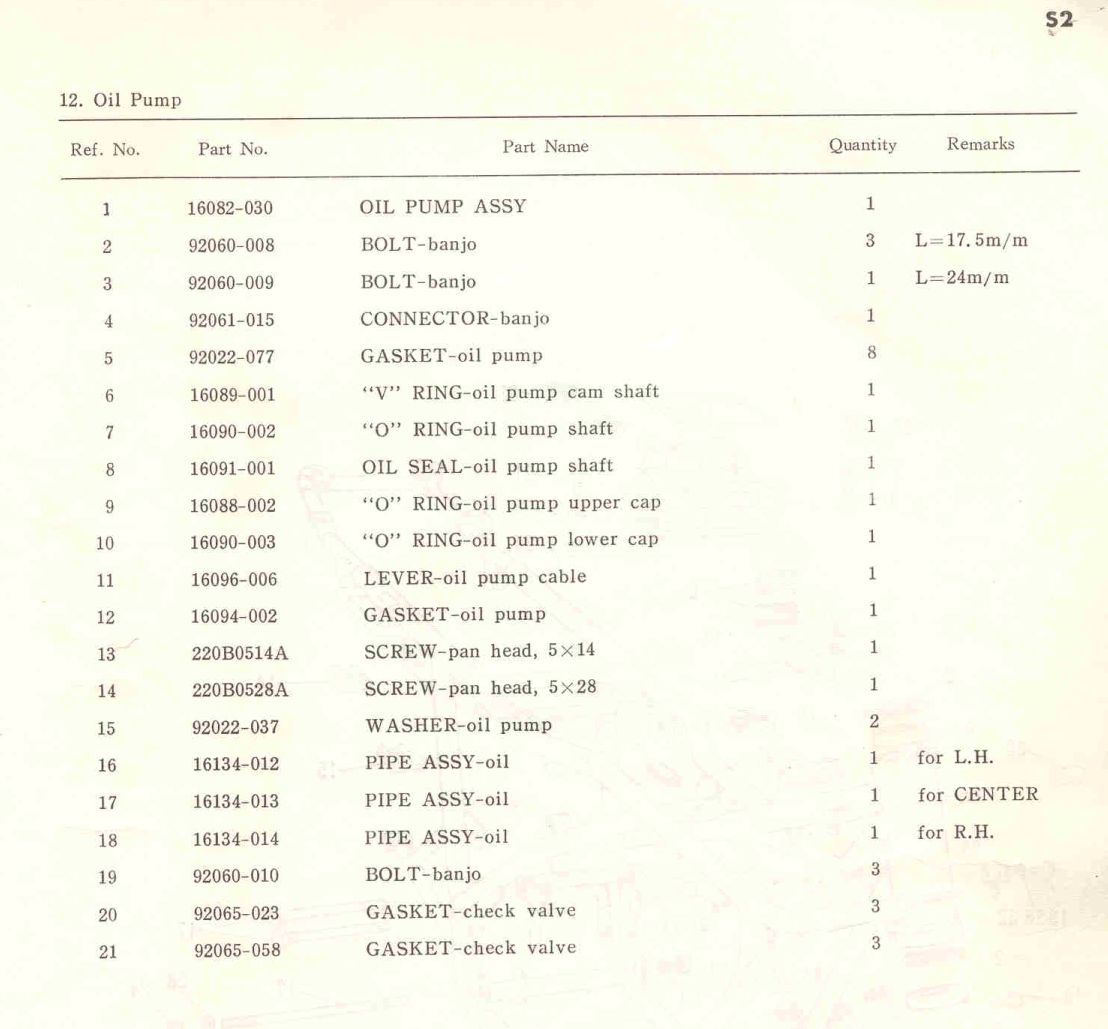 S2
12. Oil Pump
Ref. No. Part No. Part Name Quantity Remarks
1 16082-030 OIL PUMP ASSY 1
2 92060-008 BOLT-banjo 3 L=17.5m/m
3 92060-009 BOLT-banjo 1 L=24m/m
4 92061-015 CONNECTOR-banjo 1
5 92022-077 GASKET-oil pump 8
6 16089-001 “V” RING-oil pump cam shaft 1
7 16090-002 “O” RING-oil pump shaft 1
8 16091-001 OIL SEAL-oil pump shaft 1
9 16088-002 “O” RING-oil pump upper cap 1
10 16090-003 “O” RING-oil pump lower cap 1
11 16096-006 LEVER-oil pump cable 1
12 16094-002 GASKET-oil pump 1
13 220B0514A SCREW-pan head, 5×14 1
14 220B0528A SCREW-pan head, 5×28 1
15 92022-037 WASHER-oil pump 2
16 16134-012 PIPE ASSY-oil 1 for L.H.
17 16134-013 PIPE ASSY-oil 1 for CENTER
18 16134-014 PIPE ASSY-oil 1 for R.H.
19 92060-010 BOLT-banjo 3
20 92065-023 GASKET-check valve 3
21 92065-058 GASKET-check valve 3